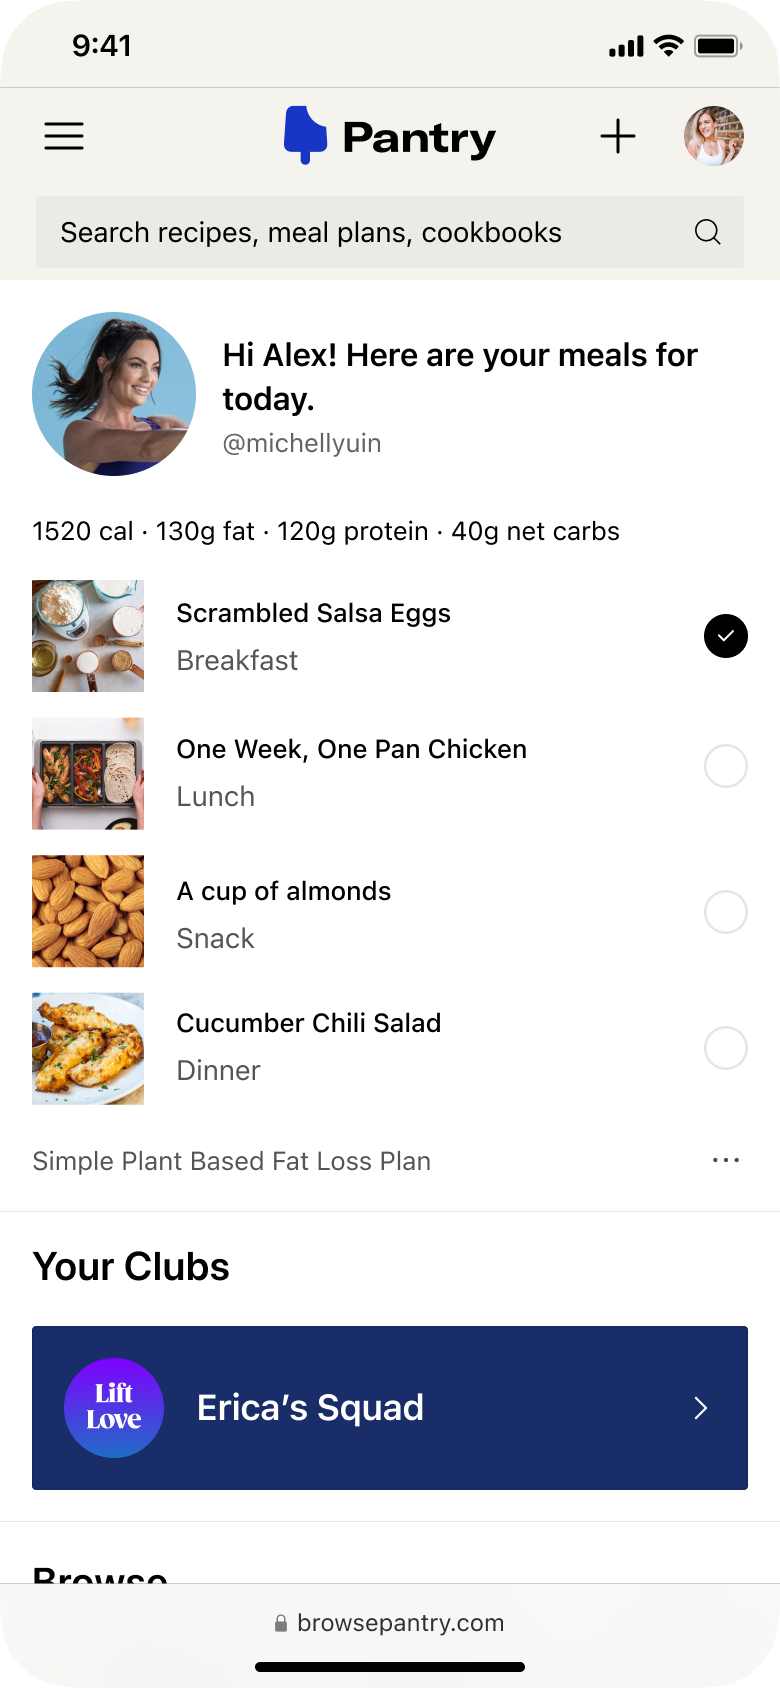 9:41
Pantry
Search recipes, meal plans, cookbooks
Hi Alex! Here are your meals for
today.
@michellyuin
1520 cal · 130g fat · 120g protein · 40g net carbs
Scrambled Salsa Eggs
Breakfast
One Week, One Pan Chicken
Lunch
A cup of almonds
Snack
Cucumber Chili Salad
Dinner
Simple Plant Based Fat Loss Plan
Your Clubs
Lift
Love
Erica’s Squad
Browse
browsepantry.com